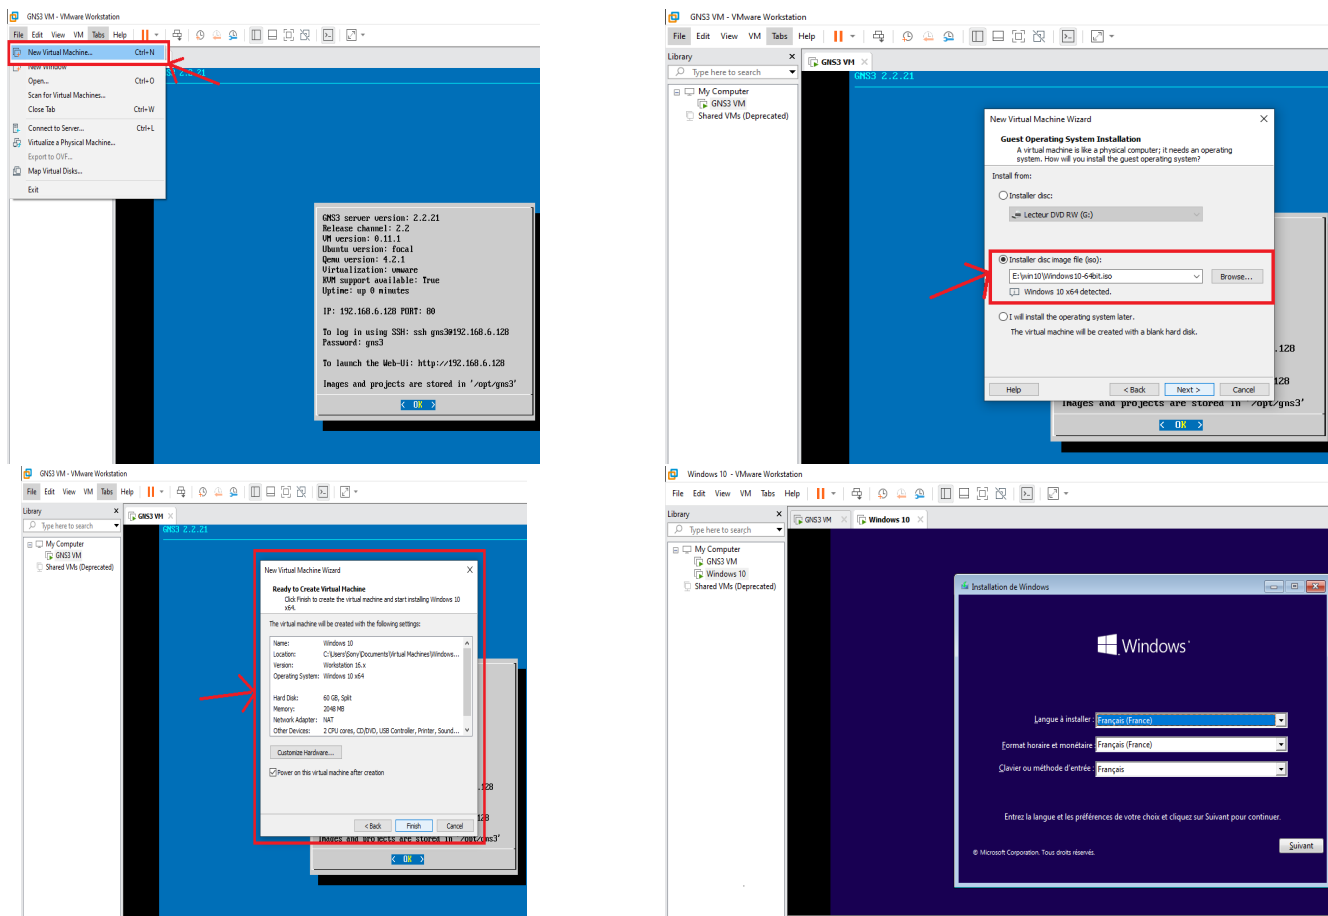 GNS3 VM - VMware Workstation
File Edit View VM Tabs Help
New Virtual Machine... Ctrl+N
New Window
Open... Ctrl+O
Scan for Virtual Machines...
Close Tab Ctrl+W
Connect to Server... Ctrl+L
Virtualize a Physical Machine...
Export to OVF...
Map Virtual Disks...
Exit
2.2.21
GNS3 server version: 2.2.21
Release channel: 2.2
VM version: 0.11.1
Ubuntu version: focal
Qemu version: 4.2.1
Virtualization: vmware
KVM support available: True
Uptime: up 0 minutes
IP: 192.168.6.128 PORT: 80
To log in using SSH: ssh gns3@192.168.6.128
Password: gns3
To launch the Web-Ui: http://192.168.6.128
Images and projects are stored in '/opt/gns3'
< OK >
GNS3 VM - VMware Workstation
File Edit View VM Tabs Help
Library
Type here to search
My Computer
GNS3 VM
Shared VMs (Deprecated)
GNS3 VM
GNS3 2.2.21
New Virtual Machine Wizard
Guest Operating System Installation
A virtual machine is like a physical computer; it needs an operating
system. How will you install the guest operating system?
Install from:
Installer disc:
Lecteur DVD RW (G:)
Installer disc image file (iso):
E:\win10\Windows10-64bit.iso Browse...
Windows 10 x64 detected.
I will install the operating system later.
The virtual machine will be created with a blank hard disk.
.128
128
Help < Back Next > Cancel
Images and projects are stored in '/opt/gns3'
< OK >
GNS3 VM - VMware Workstation
File Edit View VM Tabs Help
Library
Type here to search
My Computer
GNS3 VM
Shared VMs (Deprecated)
GNS3 VM
GNS3 2.2.21
New Virtual Machine Wizard
Ready to Create Virtual Machine
Click Finish to create the virtual machine and start installing Windows 10
x64.
The virtual machine will be created with the following settings:
Name: Windows 10
Location: C:\Users\Sony\Documents\Virtual Machines\Windows...
Version: Workstation 16.x
Operating System: Windows 10 x64
Hard Disk: 60 GB, Split
Memory: 2048 MB
Network Adapter: NAT
Other Devices: 2 CPU cores, CD/DVD, USB Controller, Printer, Sound...
Customize Hardware...
Power on this virtual machine after creation
.128
128
< Back Finish Cancel
Images and projects are stored in '/opt/gns3'
< OK >
Windows 10 - VMware Workstation
File Edit View VM Tabs Help
Library
Type here to search
My Computer
GNS3 VM
Windows 10
Shared VMs (Deprecated)
GNS3 VM Windows 10
Installation de Windows
Windows
Langue à installer : Français (France)
Format horaire et monétaire : Français (France)
Clavier ou méthode d'entrée : Français
Entrez la langue et les préférences de votre choix et cliquez sur Suivant pour continuer.
© Microsoft Corporation. Tous droits réservés.
Suivant